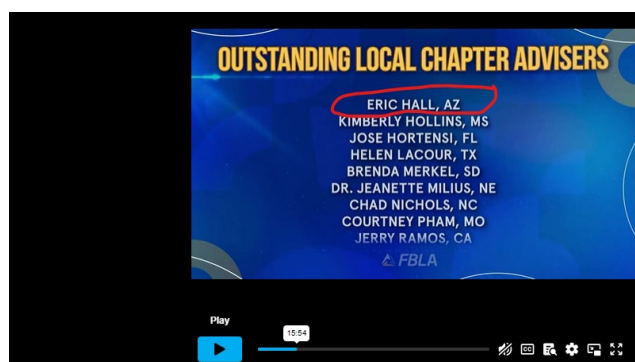 OUTSTANDING LOCAL CHAPTER ADVISERS
ERIC HALL, AZ
KIMBERLY HOLLINS, MS
JOSE HORTENSI, FL
HELEN LACOUR, TX
BRENDA MERKEL, SD
DR. JEANETTE MILIUS, NE
CHAD NICHOLS, NC
COURTNEY PHAM, MO
JERRY RAMOS, CA
FBLA
Play
15:54
CC